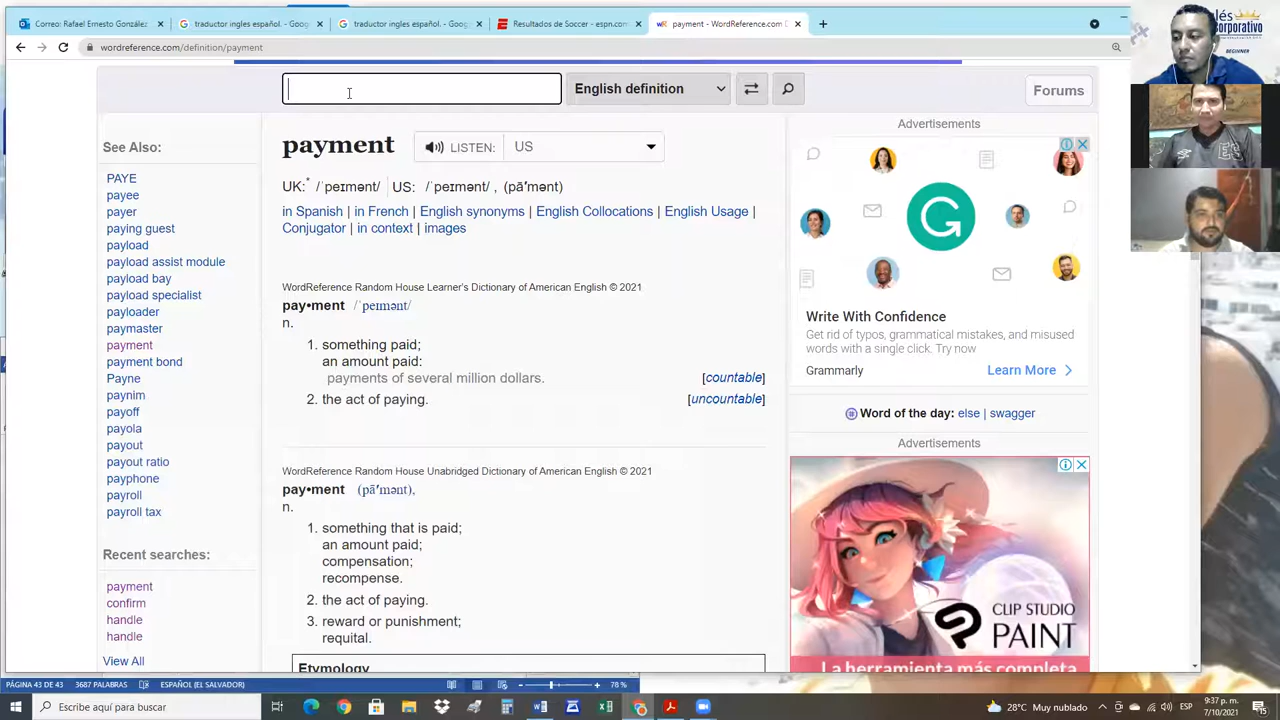 Correo: Rafael Ernesto González
traductor ingles español. - Goog
traductor ingles español. - Goog
Resultados de Soccer - espn.com
payment - WordReference.com D
wordreference.com/definition/payment
English definition
Forums
Corporativo
BEGINNER
See Also:
PAYE
payee
payer
paying guest
payload
payload assist module
payload bay
payload specialist
payloader
paymaster
payment
payment bond
Payne
paynim
payoff
payola
payout
payout ratio
payphone
payroll
payroll tax
Recent searches:
payment
confirm
handle
handle
View All
payment
LISTEN:
US
UK:* /ˈpeɪmənt/ US: /ˈpeɪmənt/ , (pā′mənt)
in Spanish | in French | English synonyms | English Collocations | English Usage |
Conjugator | in context | images
WordReference Random House Learner's Dictionary of American English © 2021
pay•ment /ˈpeɪmənt/
n.
1. something paid;
an amount paid:
payments of several million dollars.
[countable]
2. the act of paying.
[uncountable]
WordReference Random House Unabridged Dictionary of American English © 2021
pay•ment (pā′mənt),
n.
1. something that is paid;
an amount paid;
compensation;
recompense.
2. the act of paying.
3. reward or punishment;
requital.
Etymology
Advertisements
Write With Confidence
Get rid of typos, grammatical mistakes, and misused
words with a single click. Try now
Grammarly
Learn More
Word of the day: else | swagger
Advertisements
CLIP STUDIO
PAINT
La herramienta más completa
PÁGINA 43 DE 43
3687 PALABRAS
ESPAÑOL (EL SALVADOR)
78 %
Escribe aquí para buscar
28°C Muy nublado
ESP
9:37 p. m.
7/10/2021
15